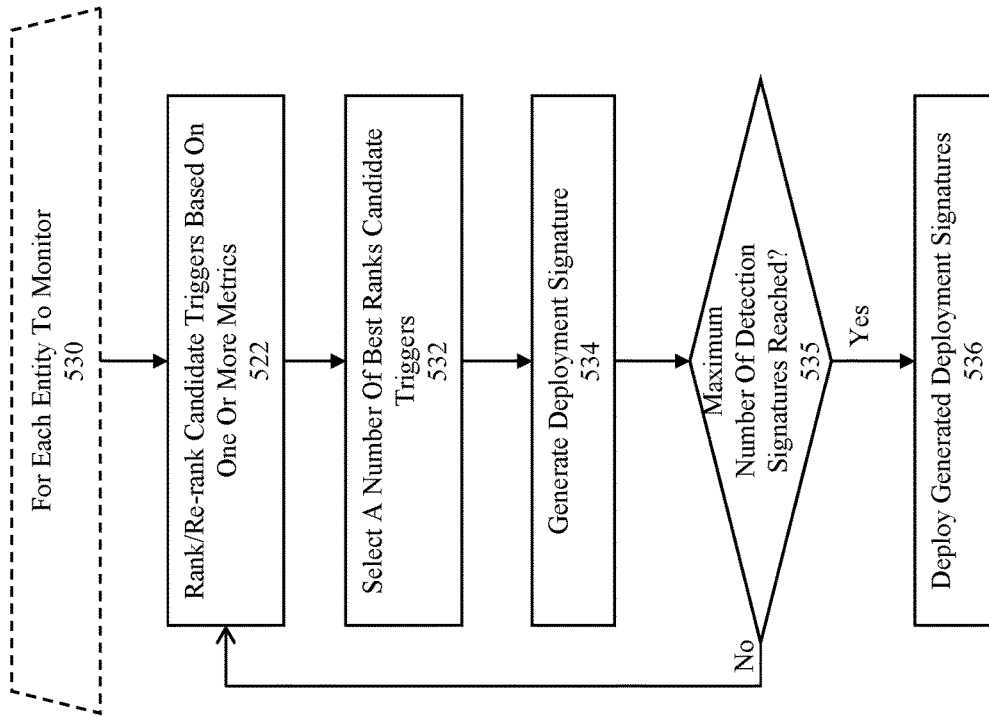 For Each Entity To Monitor
530
Rank/Re-rank Candidate Triggers Based On
One Or More Metrics
522
Select A Number Of Best Ranks Candidate
Triggers
532
Generate Deployment Signature
534
Maximum
Number Of Detection
Signatures Reached?
535
No
Yes
Deploy Generated Deployment Signatures
536